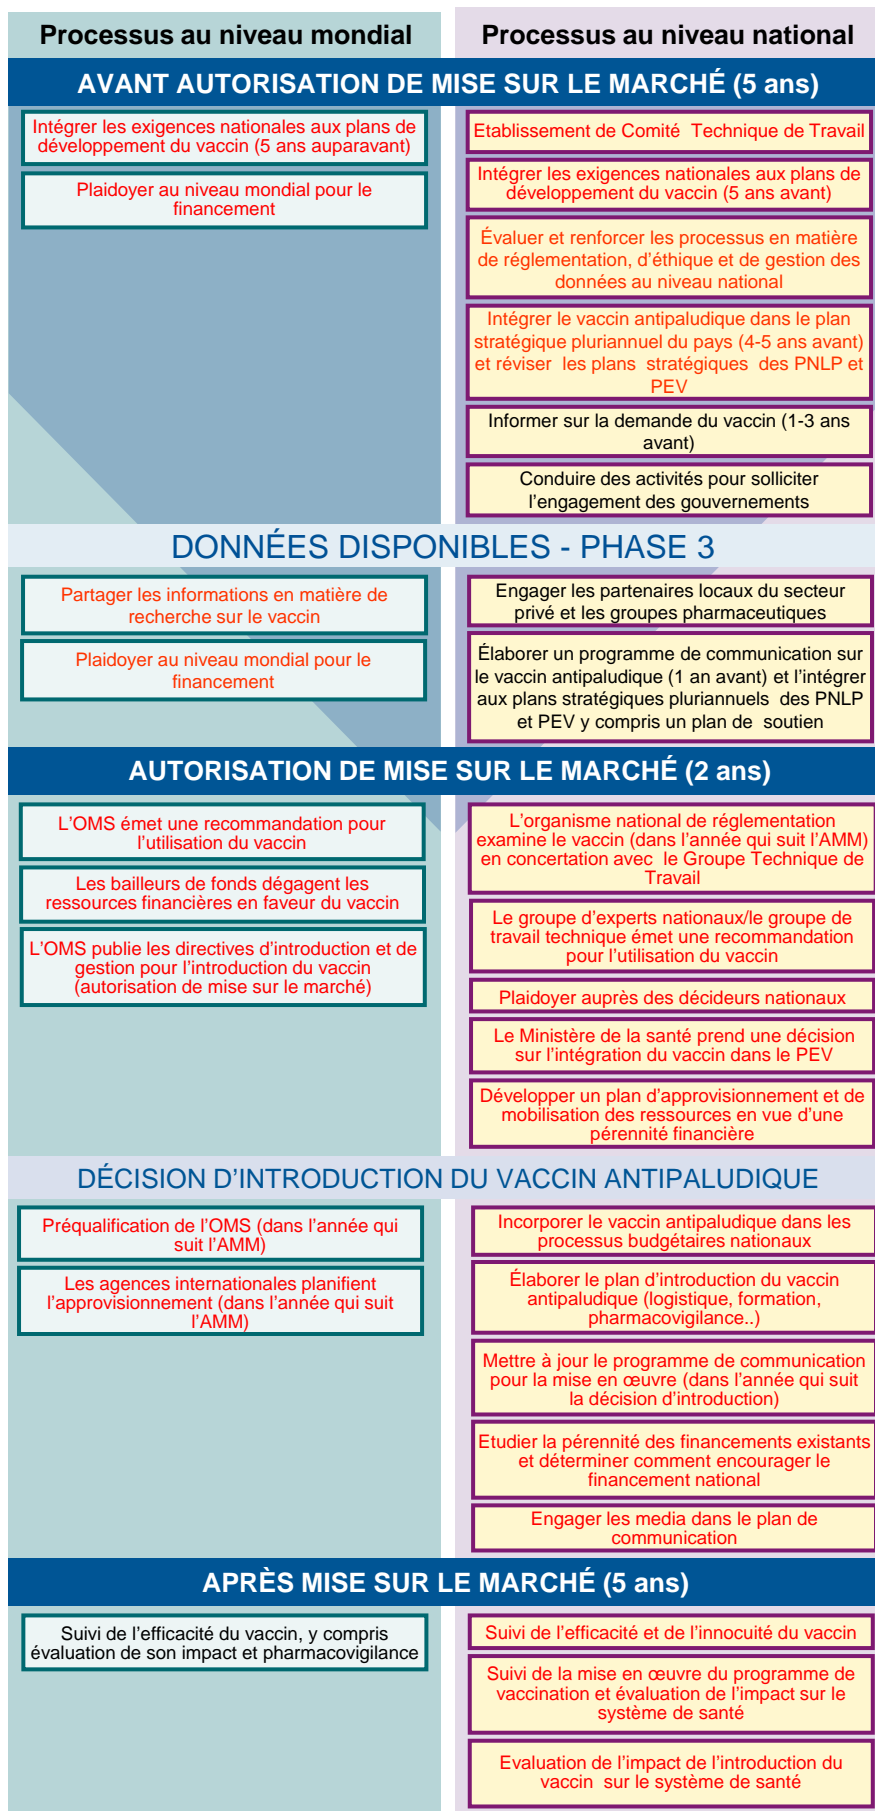 Processus au niveau mondial
Processus au niveau national
AVANT AUTORISATION DE MISE SUR LE MARCHÉ (5 ans)
Intégrer les exigences nationales aux plans de
développement du vaccin (5 ans auparavant)
Plaidoyer au niveau mondial pour le
financement
Etablissement de Comité Technique de Travail
Intégrer les exigences nationales aux plans de
développement du vaccin (5 ans avant)
Évaluer et renforcer les processus en matière
de réglementation, d'éthique et de gestion des
données au niveau national
Intégrer le vaccin antipaludique dans le plan
stratégique pluriannuel du pays (4-5 ans avant)
et réviser les plans stratégiques des PNLP et
PEV
Informer sur la demande du vaccin (1-3 ans
avant)
Conduire des activités pour solliciter
l'engagement des gouvernements
DONNÉES DISPONIBLES - PHASE 3
Partager les informations en matière de
recherche sur le vaccin
Plaidoyer au niveau mondial pour le
financement
Engager les partenaires locaux du secteur
privé et les groupes pharmaceutiques
Élaborer un programme de communication sur
le vaccin antipaludique (1 an avant) et l'intégrer
aux plans stratégiques pluriannuels des PNLP
et PEV y compris un plan de soutien
AUTORISATION DE MISE SUR LE MARCHÉ (2 ans)
L'OMS émet une recommandation pour
l'utilisation du vaccin
Les bailleurs de fonds dégagent les
ressources financières en faveur du vaccin
L'OMS publie les directives d'introduction et de
gestion pour l'introduction du vaccin
(autorisation de mise sur le marché)
L'organisme national de réglementation
examine le vaccin (dans l'année qui suit l'AMM)
en concertation avec le Groupe Technique de
Travail
Le groupe d'experts nationaux/le groupe de
travail technique émet une recommandation
pour l'utilisation du vaccin
Plaidoyer auprès des décideurs nationaux
Le Ministère de la santé prend une décision
sur l'intégration du vaccin dans le PEV
Développer un plan d'approvisionnement et de
mobilisation des ressources en vue d'une
pérennité financière
DÉCISION D'INTRODUCTION DU VACCIN ANTIPALUDIQUE
Préqualification de l'OMS (dans l'année qui
suit l'AMM)
Les agences internationales planifient
l'approvisionnement (dans l'année qui suit
l'AMM)
Incorporer le vaccin antipaludique dans les
processus budgétaires nationaux
Élaborer le plan d'introduction du vaccin
antipaludique (logistique, formation,
pharmacovigilance..)
Mettre à jour le programme de communication
pour la mise en œuvre (dans l'année qui suit
la décision d'introduction)
Etudier la pérennité des financements existants
et déterminer comment encourager le
financement national
Engager les media dans le plan de
communication
APRÈS MISE SUR LE MARCHÉ (5 ans)
Suivi de l'efficacité du vaccin, y compris
évaluation de son impact et pharmacovigilance
Suivi de l'efficacité et de l'innocuité du vaccin
Suivi de la mise en œuvre du programme de
vaccination et évaluation de l'impact sur le
système de santé
Evaluation de l'impact de l'introduction du
vaccin sur le système de santé